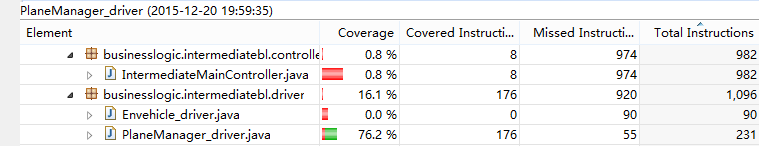 PlaneManager_driver (2015-12-20 19:59:35)
Element Coverage Covered Instructi... Missed Instructions Total Instructions
businesslogic.intermediatebl.controlle 0.8 % 8 974 982
IntermediateMainController.java 0.8 % 8 974 982
businesslogic.intermediatebl.driver 16.1 % 176 920 1,096
Envehicle_driver.java 0.0 % 0 90 90
PlaneManager_driver.java 76.2 % 176 55 231